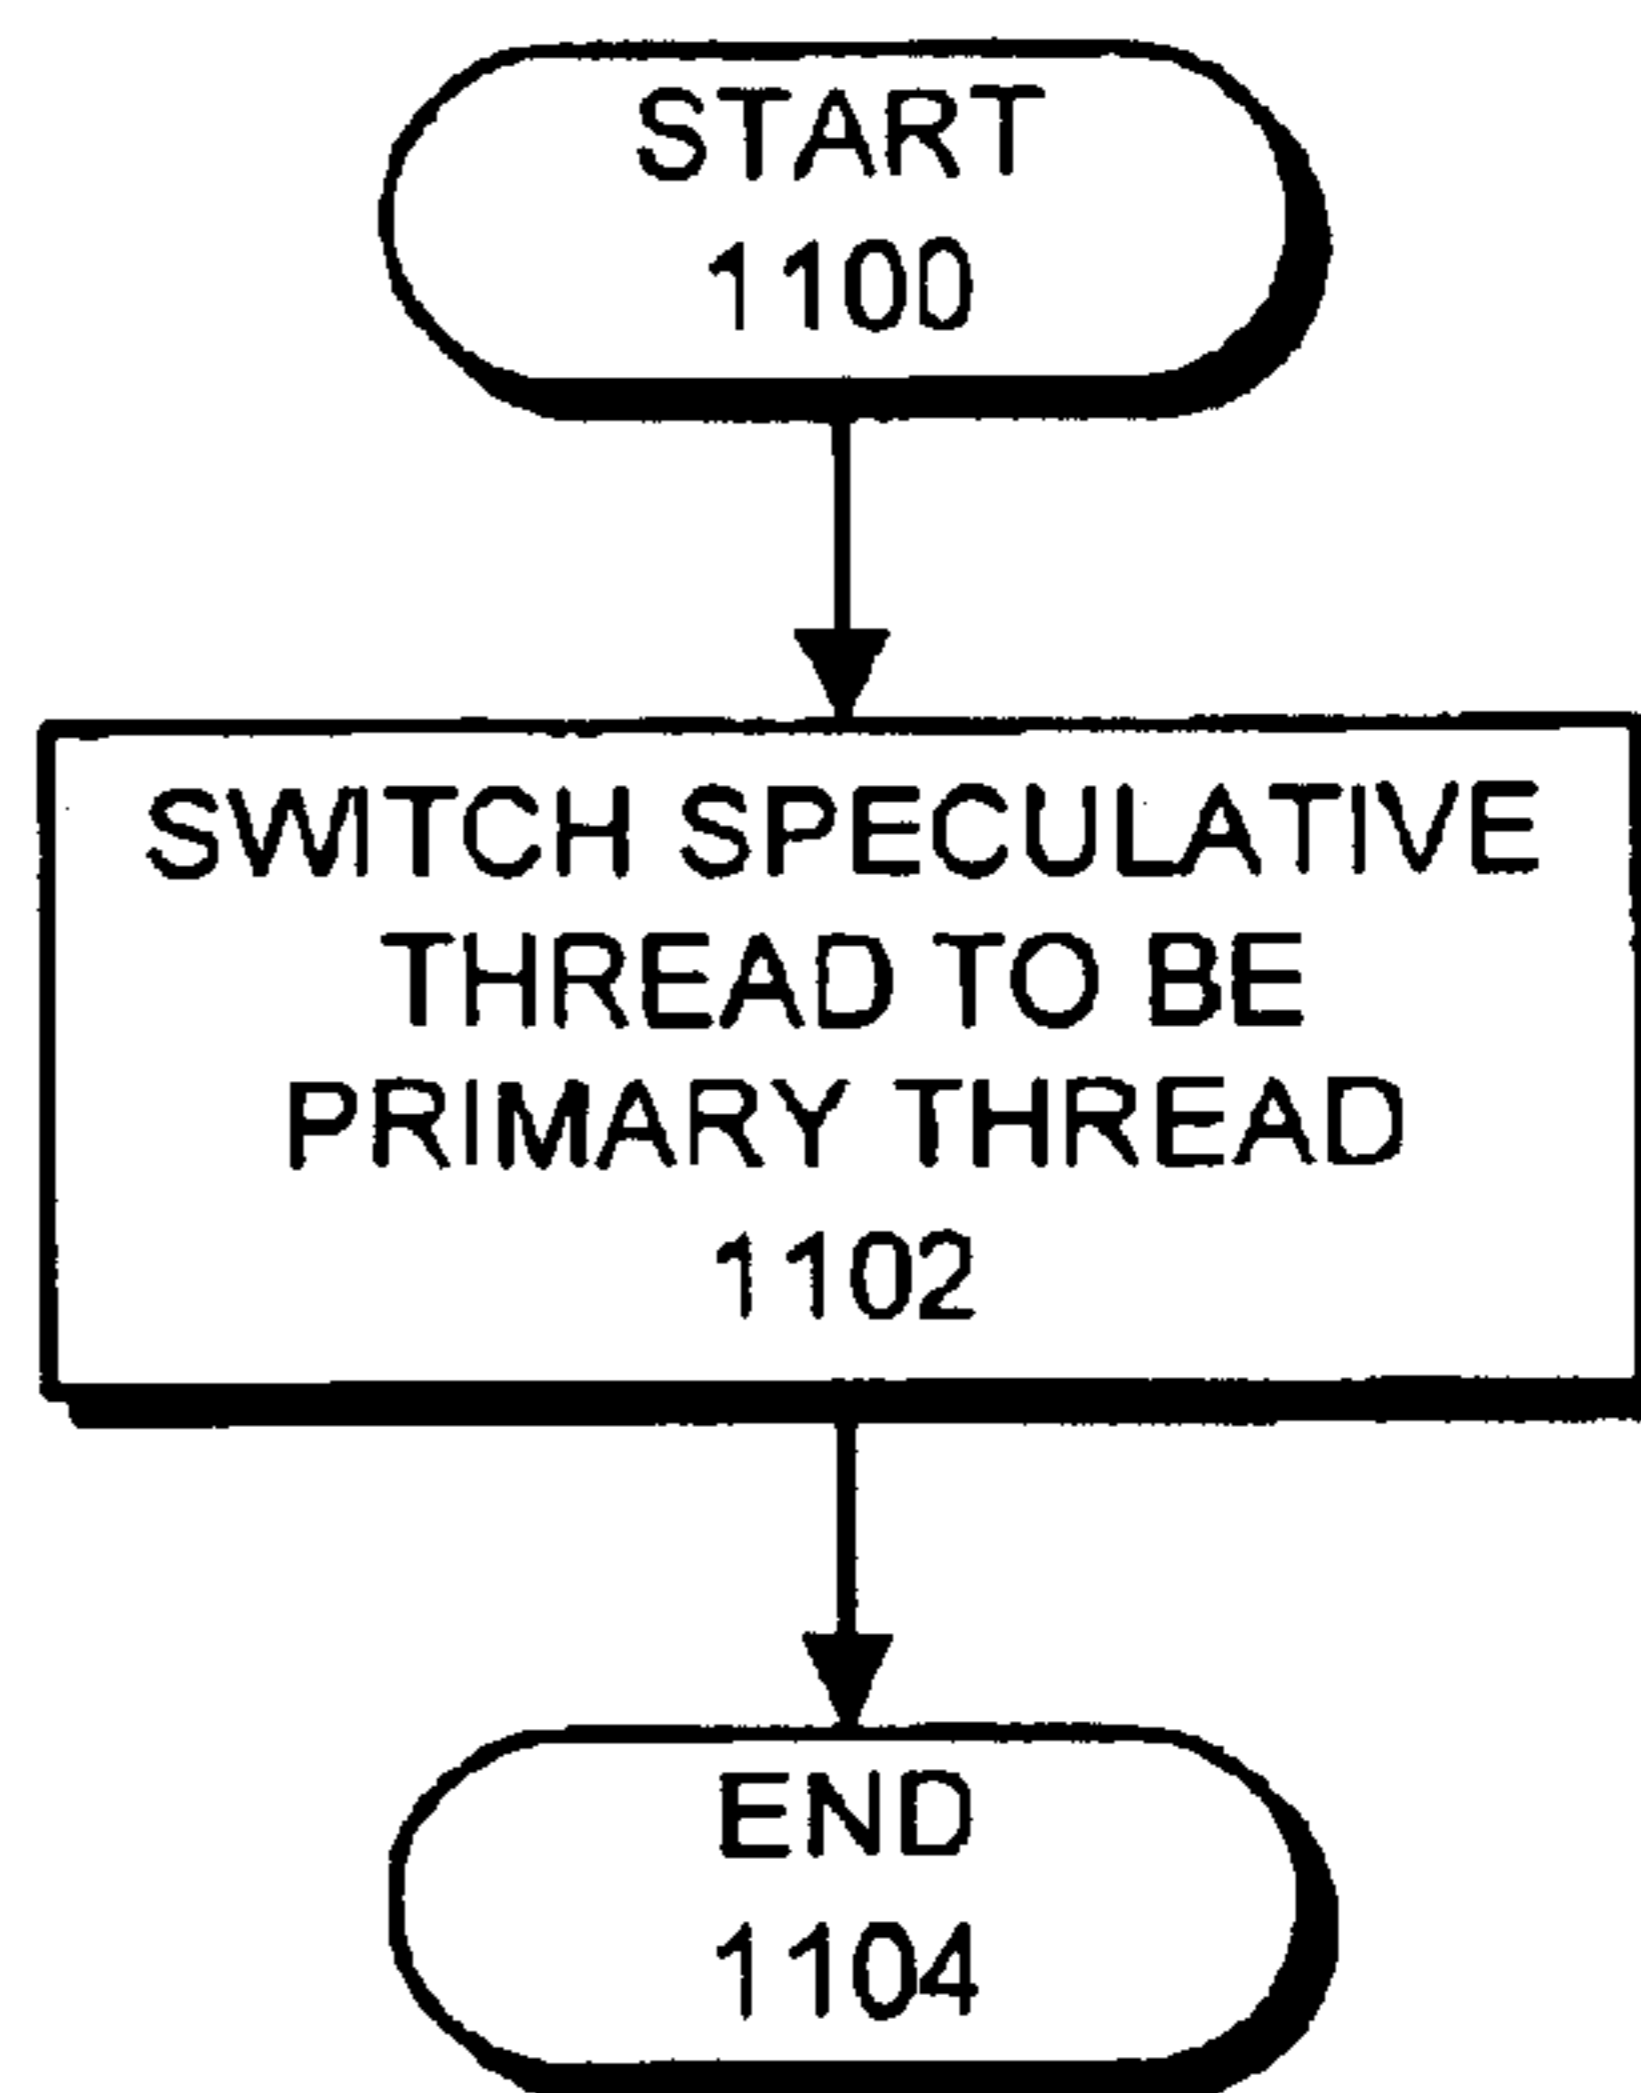 START
1100
SWITCH SPECULATIVE
THREAD TO BE
PRIMARY THREAD
1102
END
1104